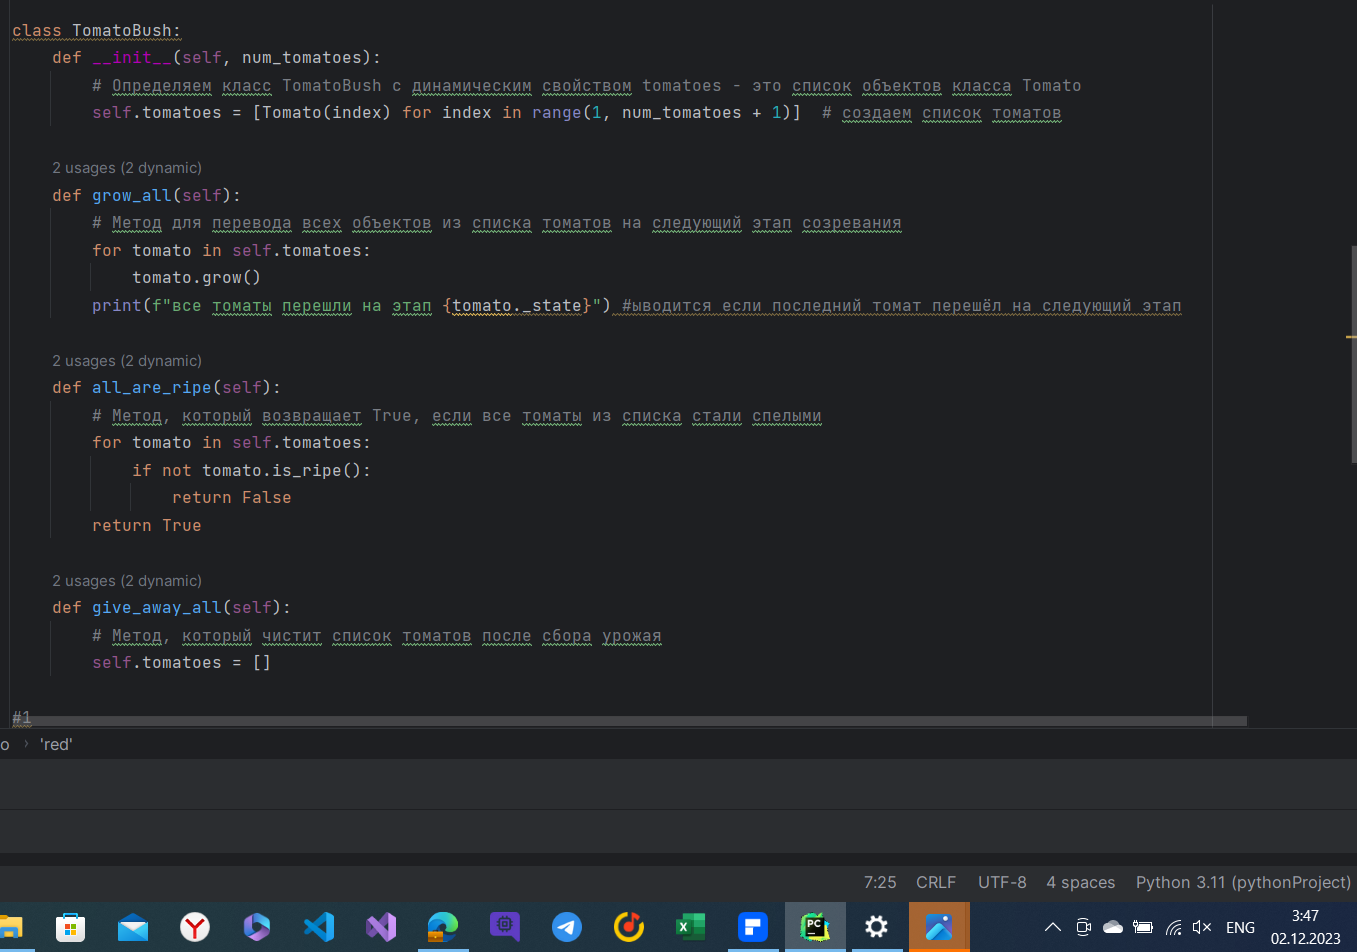 class TomatoBush:
    def __init__(self, num_tomatoes):
        # Определяем класс TomatoBush с динамическим свойством tomatoes - это список объектов класса Tomato
        self.tomatoes = [Tomato(index) for index in range(1, num_tomatoes + 1)]  # создаем список томатов
    2 usages (2 dynamic)
    def grow_all(self):
        # Метод для перевода всех объектов из списка томатов на следующий этап созревания
        for tomato in self.tomatoes:
            tomato.grow()
        print(f"все томаты перешли на этап {tomato._state}") #ыводится если последний томат перешёл на следующий этап
    2 usages (2 dynamic)
    def all_are_ripe(self):
        # Метод, который возвращает True, если все томаты из списка стали спелыми
        for tomato in self.tomatoes:
            if not tomato.is_ripe():
                return False
        return True
    2 usages (2 dynamic)
    def give_away_all(self):
        # Метод, который чистит список томатов после сбора урожая
        self.tomatoes = []
#1
о › 'red'
7:25 CRLF UTF-8 4 spaces Python 3.11 (pythonProject)
PC ENG 3:47
02.12.2023